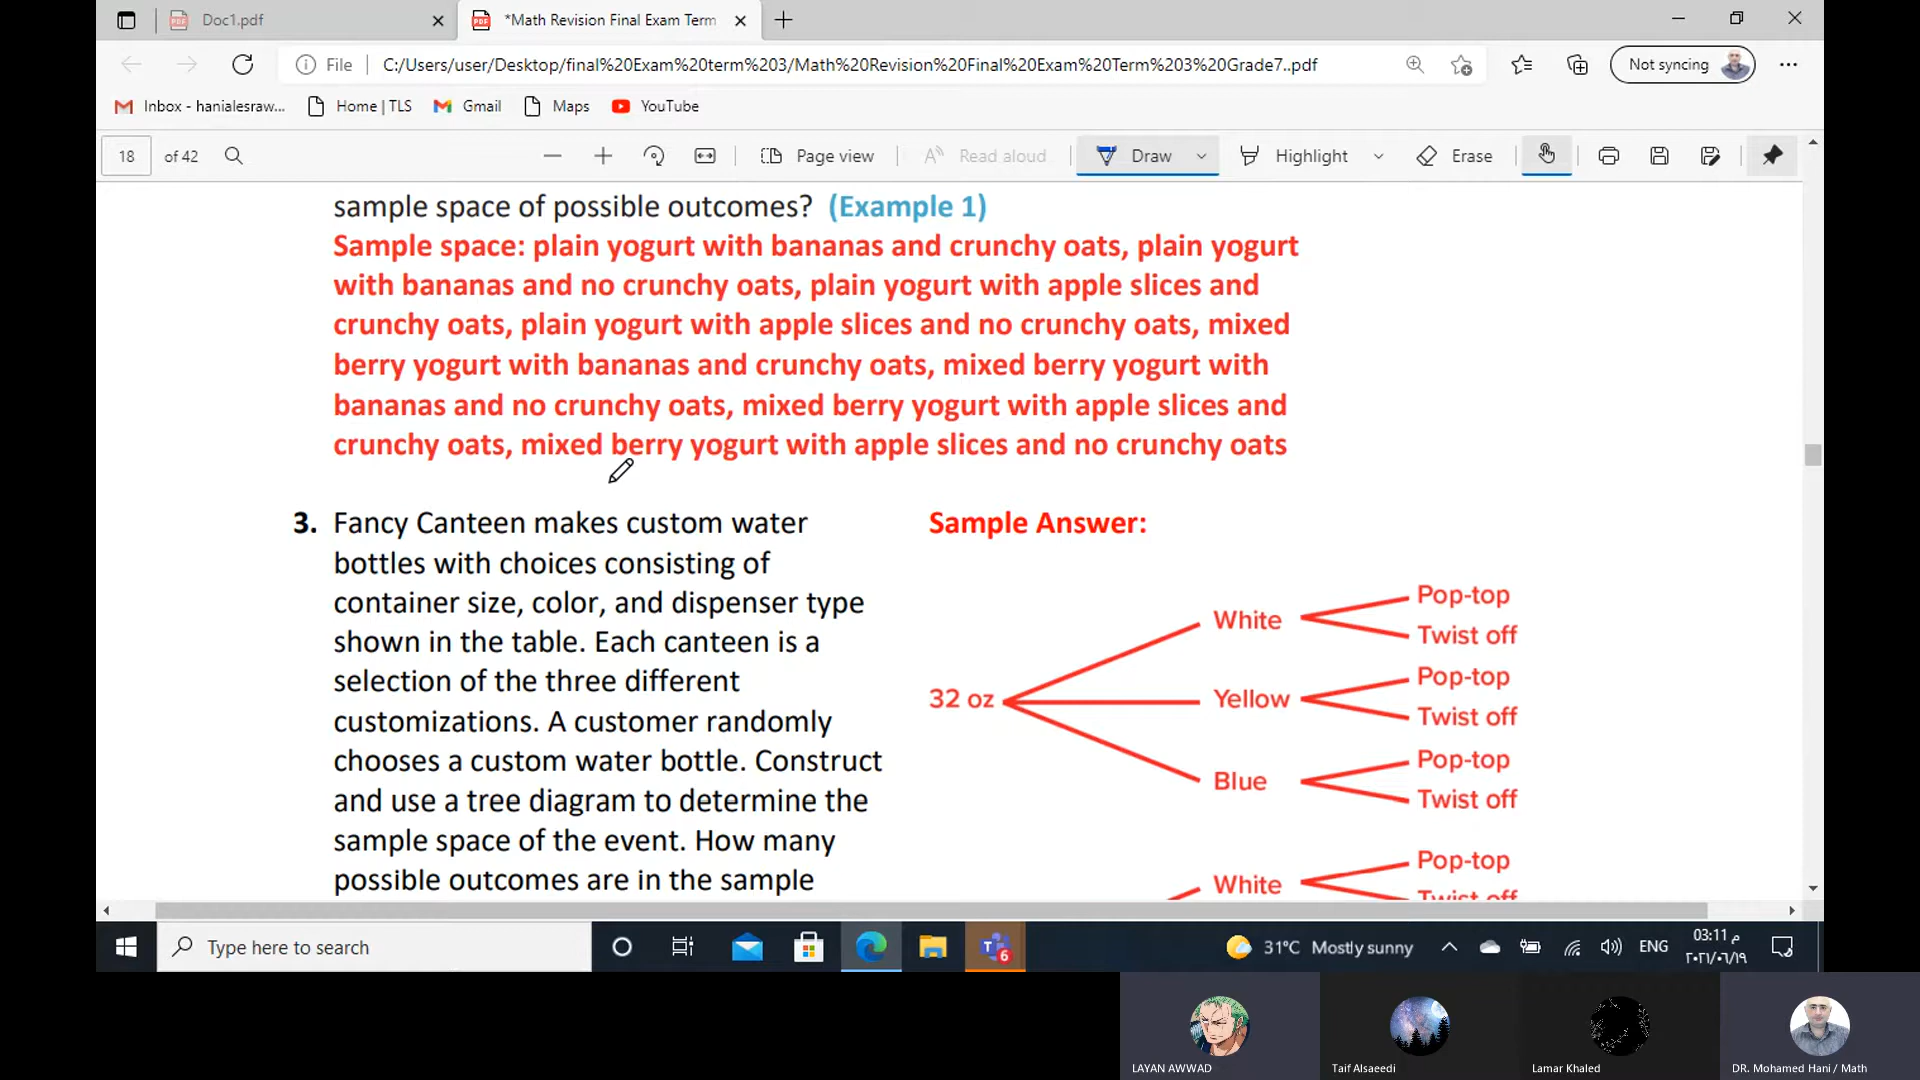 Doc1.pdf
*Math Revision Final Exam Term
File
C:/Users/user/Desktop/final%20Exam%20term%203/Math%20Revision%20Final%20Exam%20Term%203%20Grade7..pdf
Not syncing
Inbox - hanialesraw...
Home | TLS
Gmail
Maps
YouTube
18 of 42
Page view
Read aloud
Draw
Highlight
Erase
sample space of possible outcomes? (Example 1)
Sample space: plain yogurt with bananas and crunchy oats, plain yogurt
with bananas and no crunchy oats, plain yogurt with apple slices and
crunchy oats, plain yogurt with apple slices and no crunchy oats, mixed
berry yogurt with bananas and crunchy oats, mixed berry yogurt with
bananas and no crunchy oats, mixed berry yogurt with apple slices and
crunchy oats, mixed berry yogurt with apple slices and no crunchy oats
3. Fancy Canteen makes custom water
bottles with choices consisting of
container size, color, and dispenser type
shown in the table. Each canteen is a
selection of the three different
customizations. A customer randomly
chooses a custom water bottle. Construct
and use a tree diagram to determine the
sample space of the event. How many
possible outcomes are in the sample
Sample Answer:
32 oz
White
Pop-top
Twist off
Yellow
Pop-top
Twist off
Blue
Pop-top
Twist off
White
Pop-top
Twist off
Type here to search
6
31°C Mostly sunny
ENG
03:11 م
٢٠٢١/٠٦/١٩
LAYAN AWWAD
Taif Alsaeedi
Lamar Khaled
DR. Mohamed Hani / Math